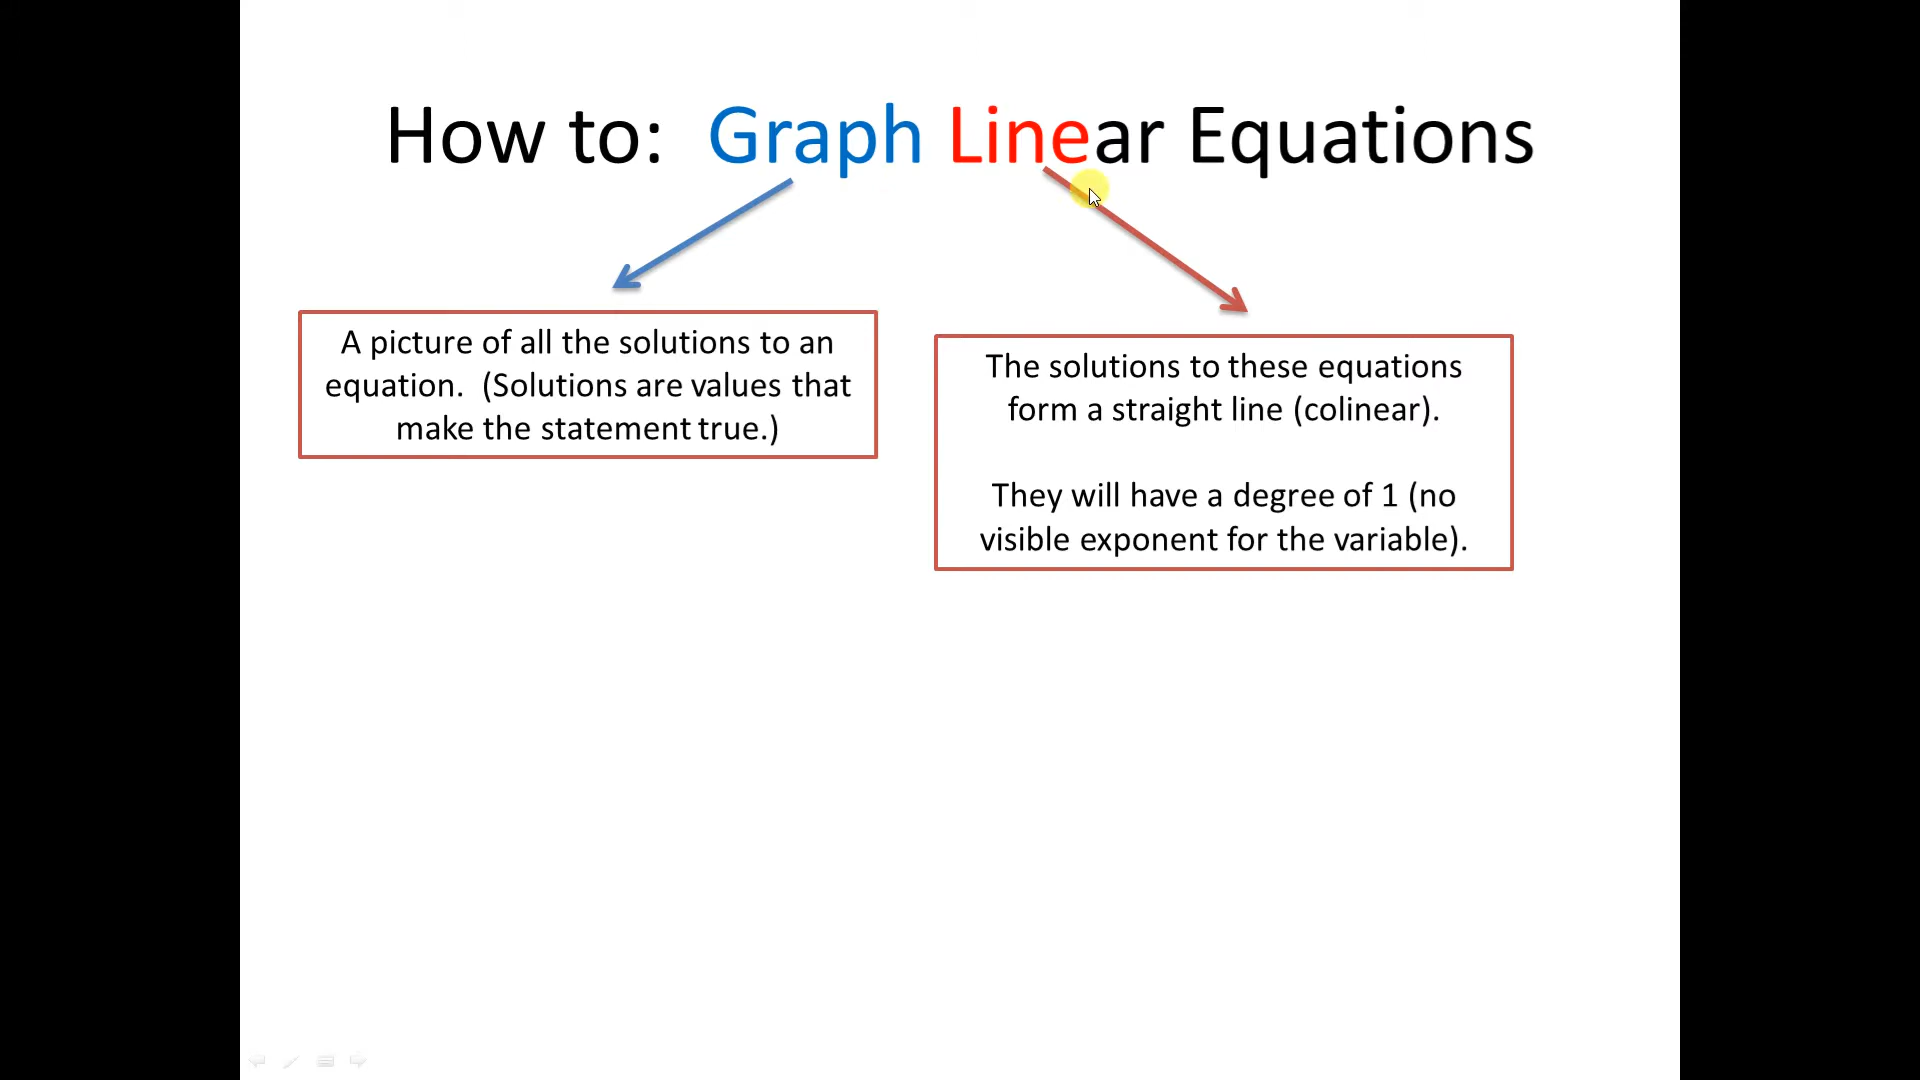 How to:  Graph Linear Equations
A picture of all the solutions to an
equation.  (Solutions are values that
make the statement true.)
The solutions to these equations
form a straight line (colinear).
They will have a degree of 1 (no
visible exponent for the variable).